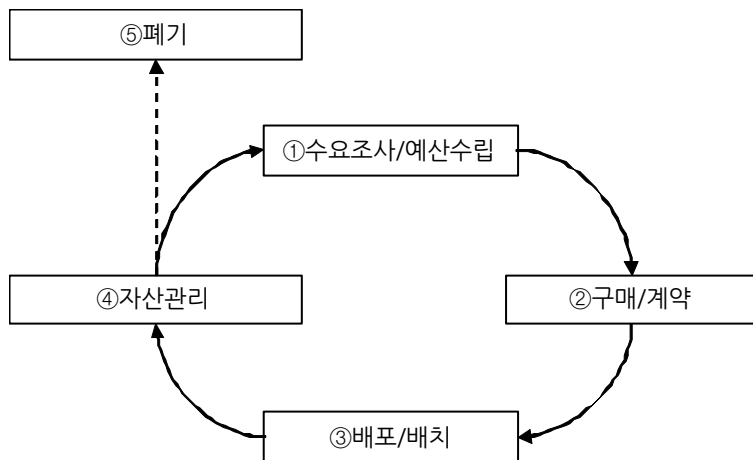 ⑤폐기
①수요조사/예산수립
④자산관리
②구매/계약
③배포/배치